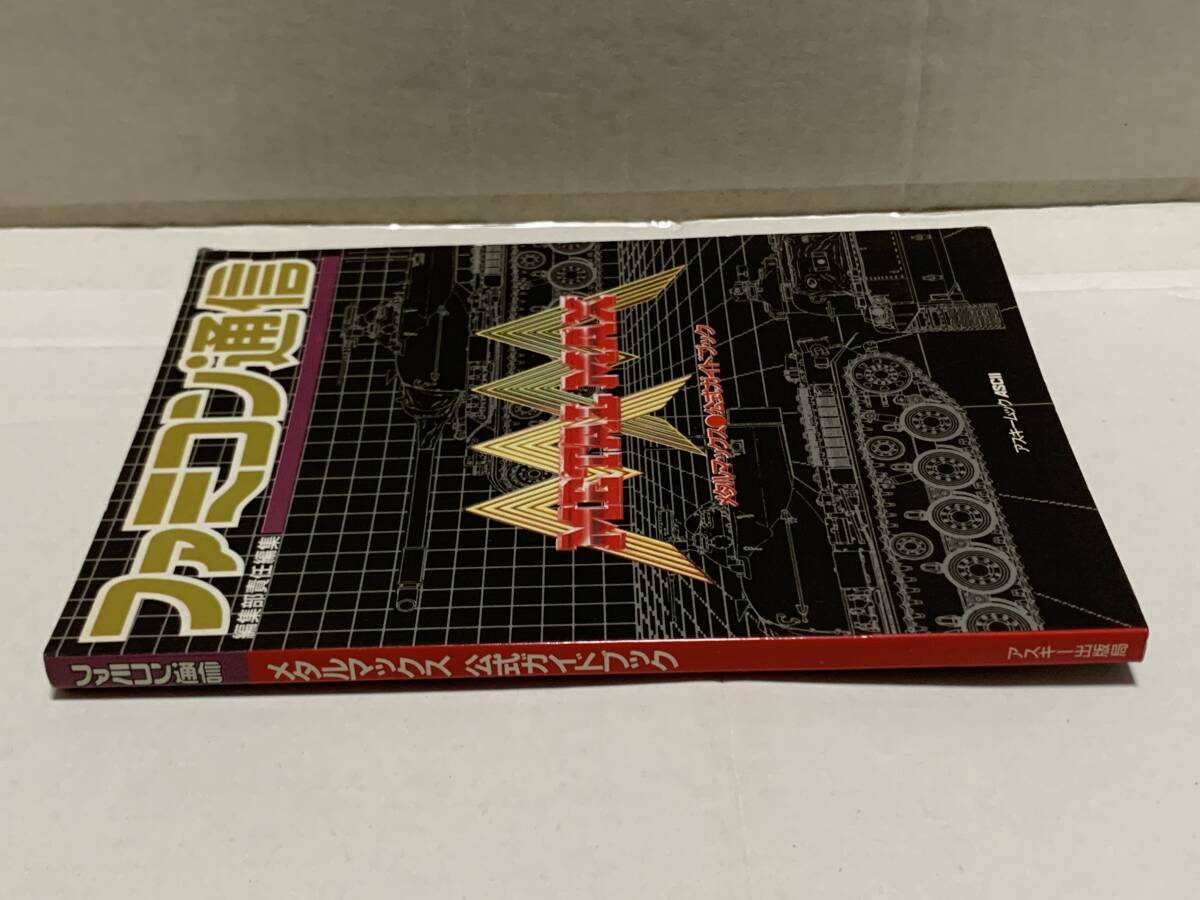 ファミコン通信
編集部責任編集
METAL MAX
メタルマックス●公式ガイドブック
アスキームック ASCII
ファミコン通信
メタルマックス 公式ガイドブック
アスキー出版局